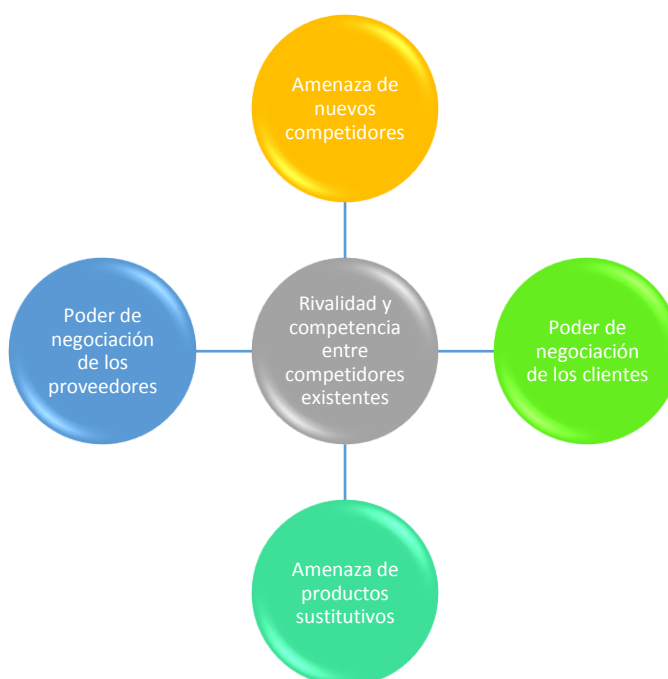 Amenaza de
nuevos
competidores
Poder de
negociación
de los
proveedores
Rivalidad y
competencia
entre
competidores
existentes
Poder de
negociación
de los clientes
Amenaza de
productos
sustitutivos